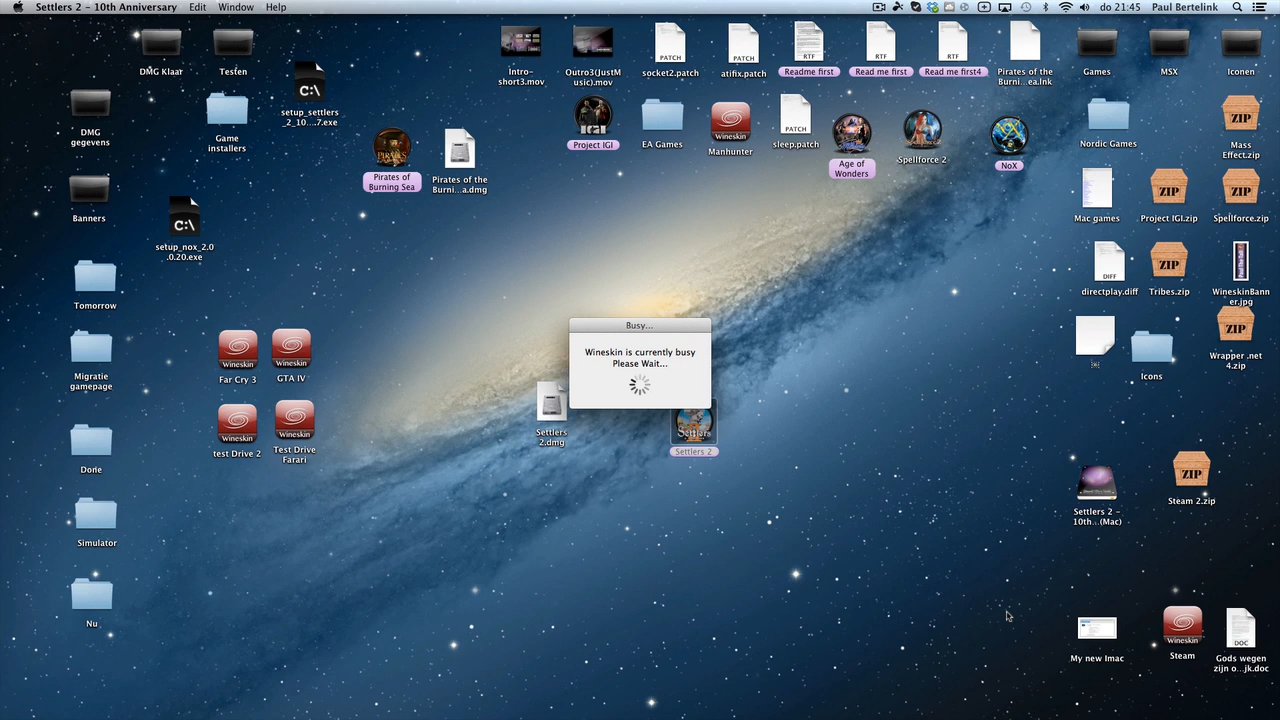 Settlers 2 - 10th Anniversary Edit Window Help
do 21:45 Paul Bertelink
DMG Klaar
Testen
Intro-
short3.mov
Outro3(JustM
usic).mov
PATCH
socket2.patch
PATCH
atifix.patch
RTF
Readme first
RTF
Read me first
RTF
Read me first4
Pirates of the
Burni...ea.lnk
Games
MSX
Iconen
DMG
gegevens
Game
installers
C:\
setup_settlers
_2_10....7.exe
Pirates of
Burning Sea
Pirates of the
Burni...a.dmg
IGI
Project IGI
EA Games
Wineskin
Manhunter
PATCH
sleep.patch
Age of
Wonders
Spellforce 2
NoX
Nordic Games
ZIP
Mass
Effect.zip
Banners
C:\
setup_nox_2.0
.0.20.exe
Mac games
ZIP
Project IGI.zip
ZIP
Spellforce.zip
Tomorrow
DIFF
directplay.diff
ZIP
Tribes.zip
WineskinBan
ner.jpg
Busy...
Wineskin is currently busy
Please Wait...
Migratie
gamepage
Wineskin
Far Cry 3
Wineskin
GTA IV
Icons
ZIP
Wrapper .net
4.zip
Done
Wineskin
test Drive 2
Wineskin
Test Drive
Farari
Settlers
2.dmg
Settlers
Settlers 2
Simulator
Settlers 2 -
10th...(Mac)
ZIP
Steam 2.zip
Nu
My new Imac
Wineskin
Steam
DOC
Gods wegen
zijn o...jk.doc